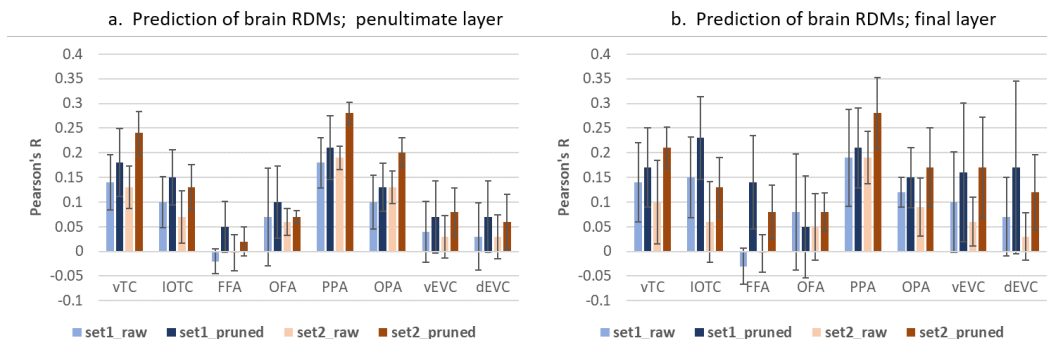 a. Prediction of brain RDMs; penultimate layer
0.4
0.35
0.3
0.25
0.2
0.15
0.1
0.05
0
-0.05
-0.1
Pearson's R
vTC lOTC FFA OFA PPA OPA vEVC dEVC
set1_raw set1_pruned set2_raw set2_pruned
b. Prediction of brain RDMs; final layer
0.4
0.35
0.3
0.25
0.2
0.15
0.1
0.05
0
-0.05
-0.1
Pearson's R
vTC lOTC FFA OFA PPA OPA vEVC dEVC
set1_raw set1_pruned set2_raw set2_pruned